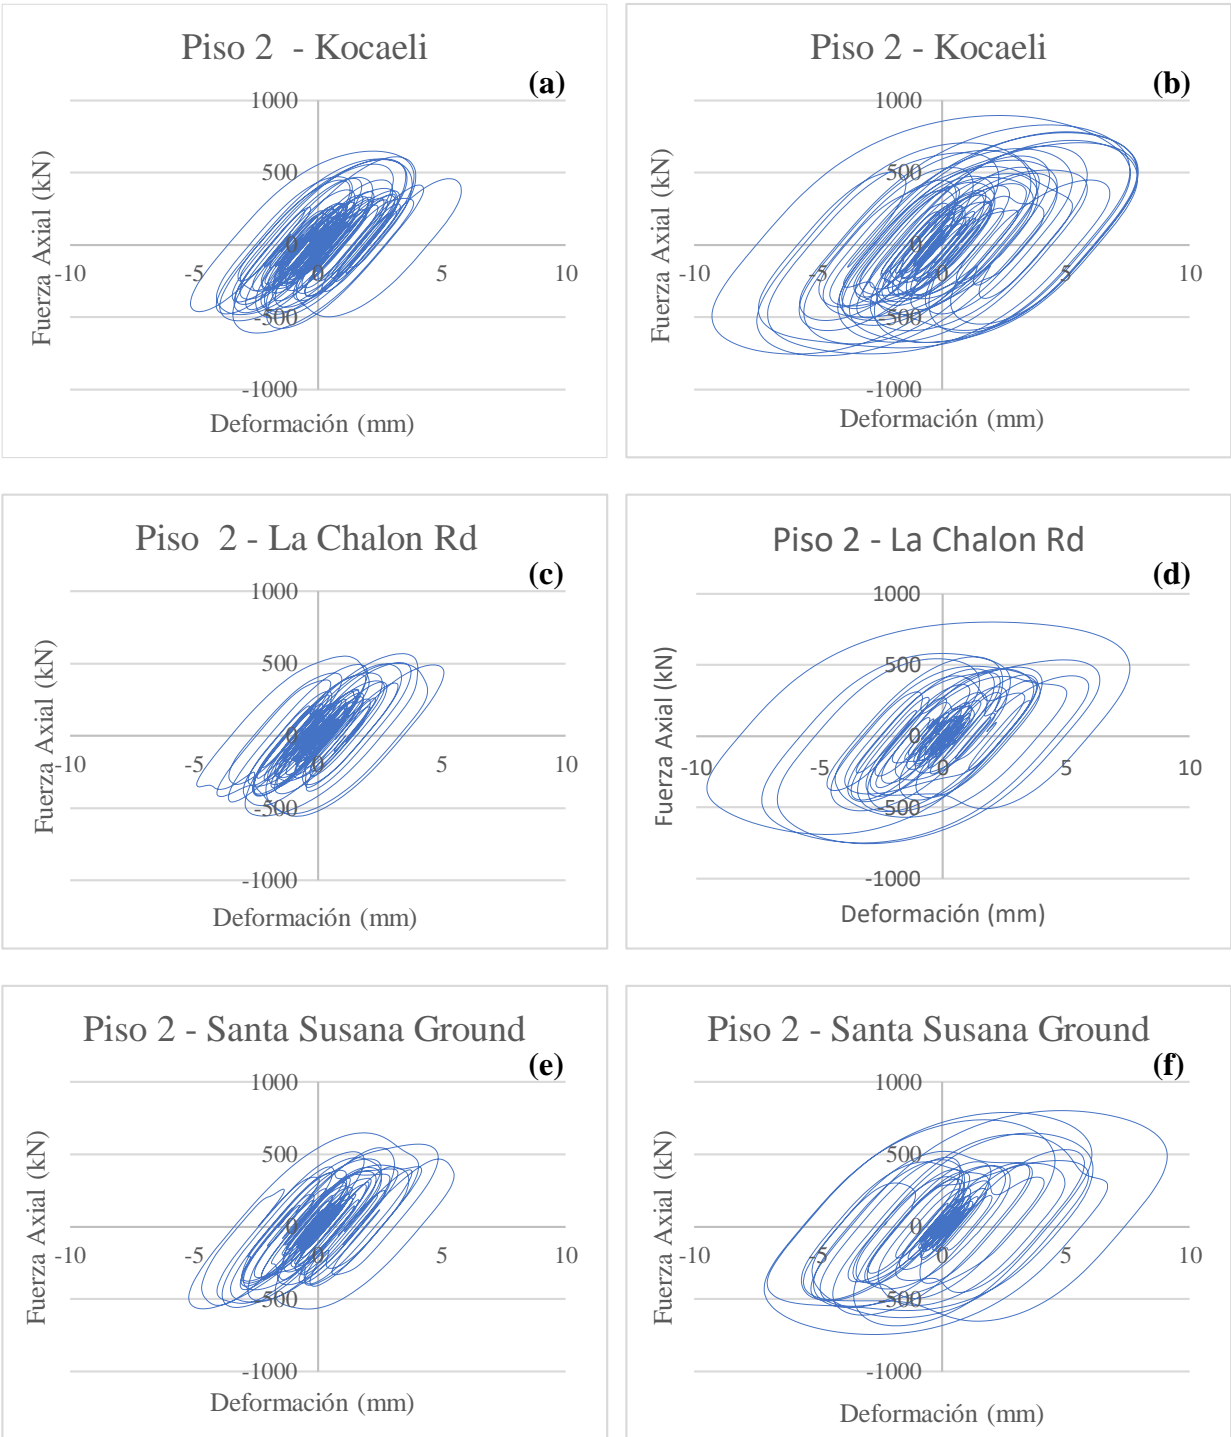 Piso 2  - Kocaeli
(a)
1000
500
0
-500
-1000
-10
-5
0
5
10
Fuerza Axial (kN)
Deformación (mm)
Piso 2 - Kocaeli
(b)
1000
500
0
-500
-1000
-10
-5
0
5
10
Fuerza Axial (kN)
Deformación (mm)
Piso  2 - La Chalon Rd
(c)
1000
500
0
-500
-1000
-10
-5
0
5
10
Fuerza Axial (kN)
Deformación (mm)
Piso 2 - La Chalon Rd
(d)
1000
500
0
-500
-1000
-10
-5
0
5
10
Fuerza Axial (kN)
Deformación (mm)
Piso 2 - Santa Susana Ground
(e)
1000
500
0
-500
-1000
-10
-5
0
5
10
Fuerza Axial (kN)
Deformación (mm)
Piso 2 - Santa Susana Ground
(f)
1000
500
0
-500
-1000
-10
-5
0
5
10
Fuerza Axial (kN)
Deformación (mm)